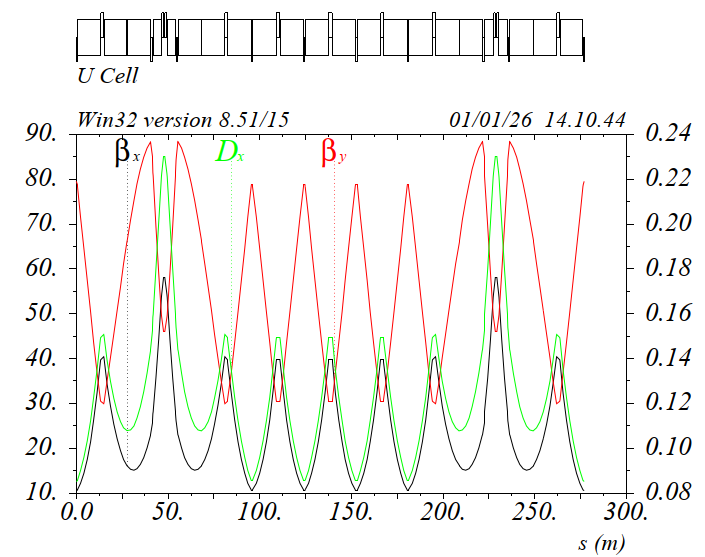 U Cell
Win32 version 8.51/15 01/01/26 14.10.44
βx Dx βy
90. 0.24
80. 0.22
70. 0.20
60. 0.18
50. 0.16
40. 0.14
30. 0.12
20. 0.10
10. 0.08
0.0 50. 100. 150. 200. 250. 300.
s (m)